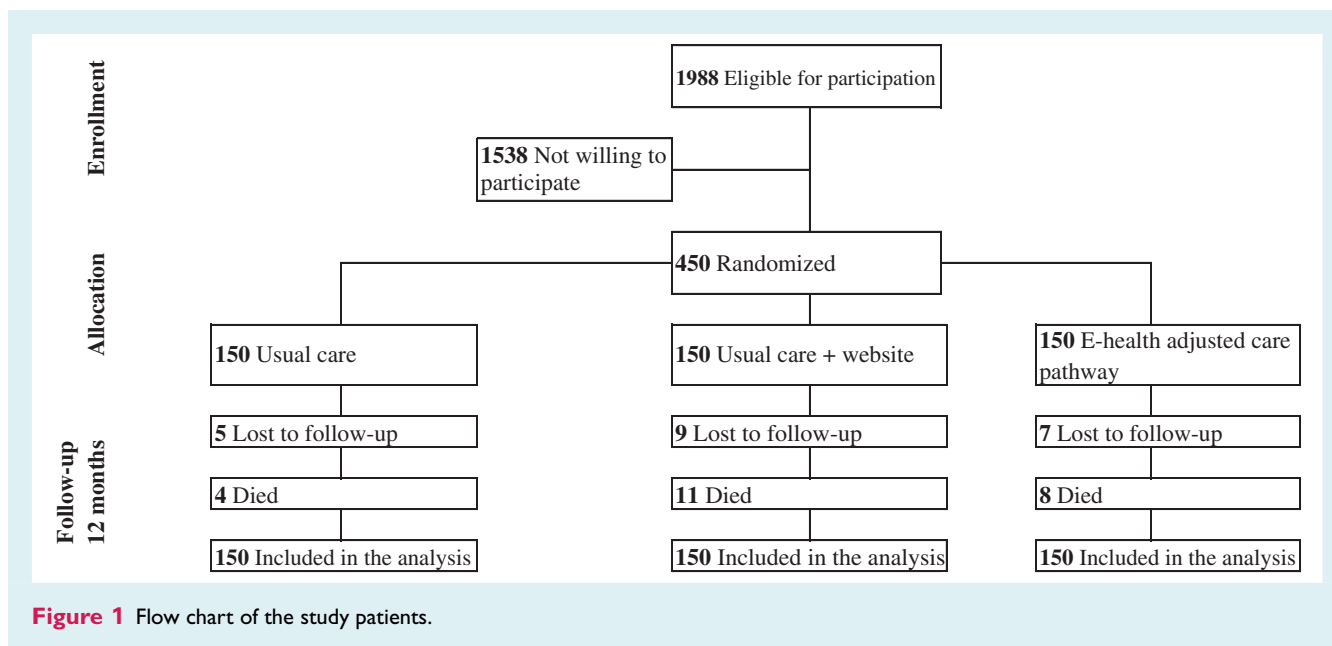 Enrollment
1988 Eligible for participation
1538 Not willing to
participate
Allocation
450 Randomized
150 Usual care
150 Usual care + website
150 E-health adjusted care
pathway
Follow-up
12 months
5 Lost to follow-up
9 Lost to follow-up
7 Lost to follow-up
4 Died
11 Died
8 Died
150 Included in the analysis
150 Included in the analysis
150 Included in the analysis
Figure 1 Flow chart of the study patients.